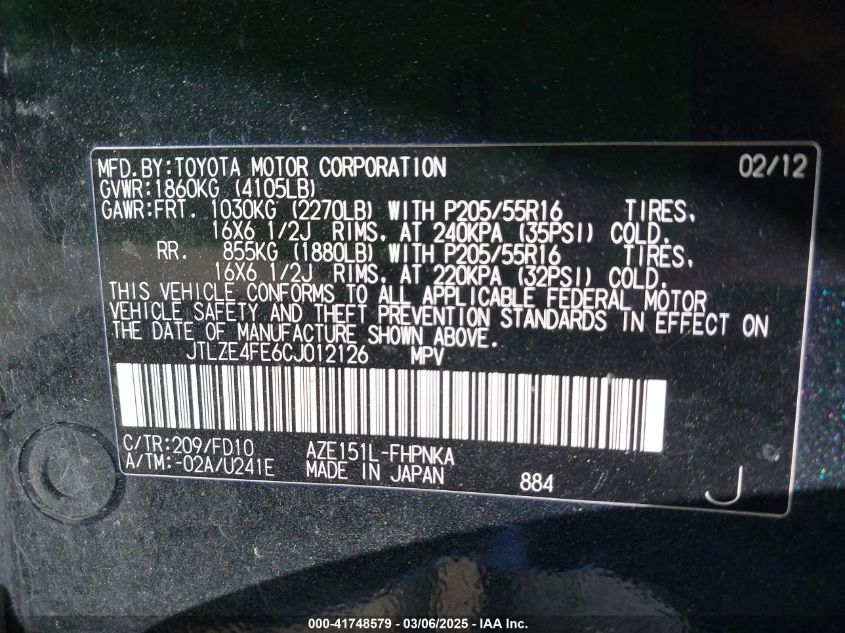 MFD.BY:TOYOTA MOTOR CORPORATION 02/12
GVWR:1860KG (4105LB)
GAWR:FRT. 1030KG (2270LB) WITH P205/55R16 TIRES,
16X6 1/2J RIMS, AT 240KPA (35PSI) COLD.
RR. 855KG (1880LB) WITH P205/55R16 TIRES,
16X6 1/2J RIMS, AT 220KPA (32PSI) COLD.
THIS VEHICLE CONFORMS TO ALL APPLICABLE FEDERAL MOTOR
VEHICLE SAFETY AND THEFT PREVENTION STANDARDS IN EFFECT ON
THE DATE OF MANUFACTURE SHOWN ABOVE.
JTLZE4FE6CJ012126 MPV
C/TR:209/FD10 AZE151L-FHPNKA
A/TM:-02A/U241E MADE IN JAPAN 884 J
000-41748579 - 03/06/2025 - IAA Inc.